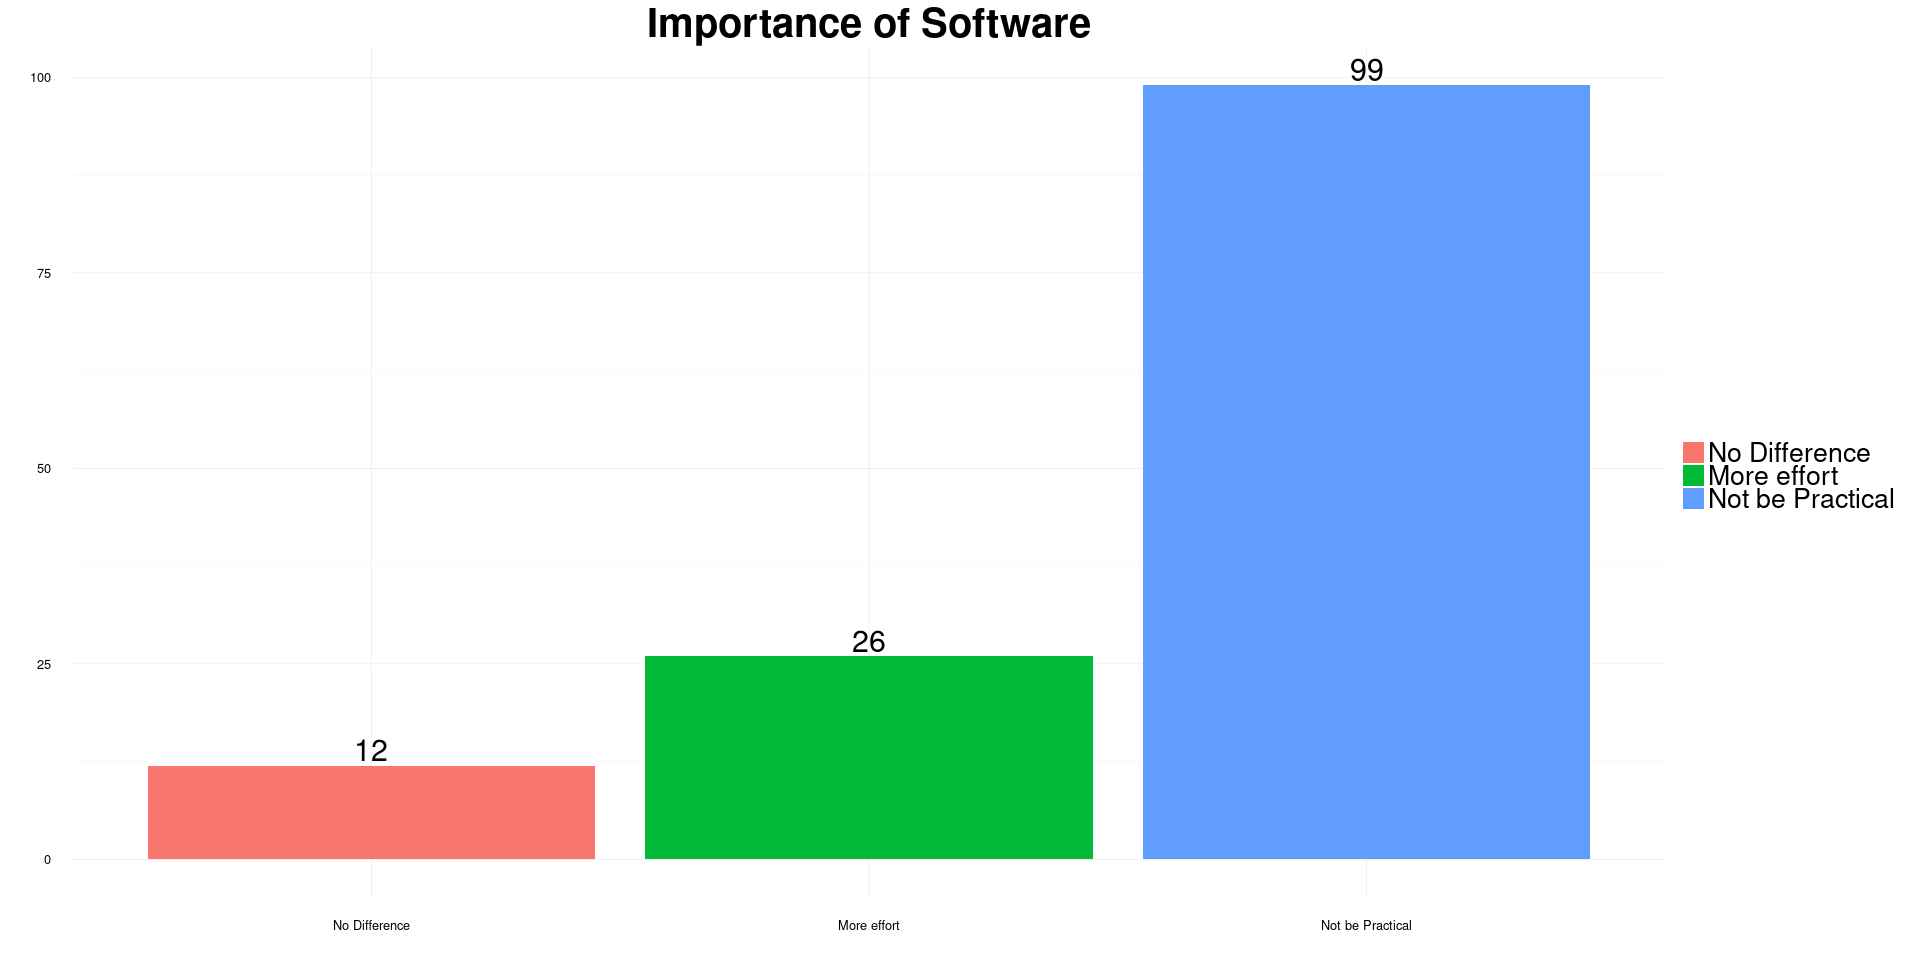 Importance of Software
100
75
50
25
0
12
26
99
No Difference
More effort
Not be Practical
No Difference
More effort
Not be Practical